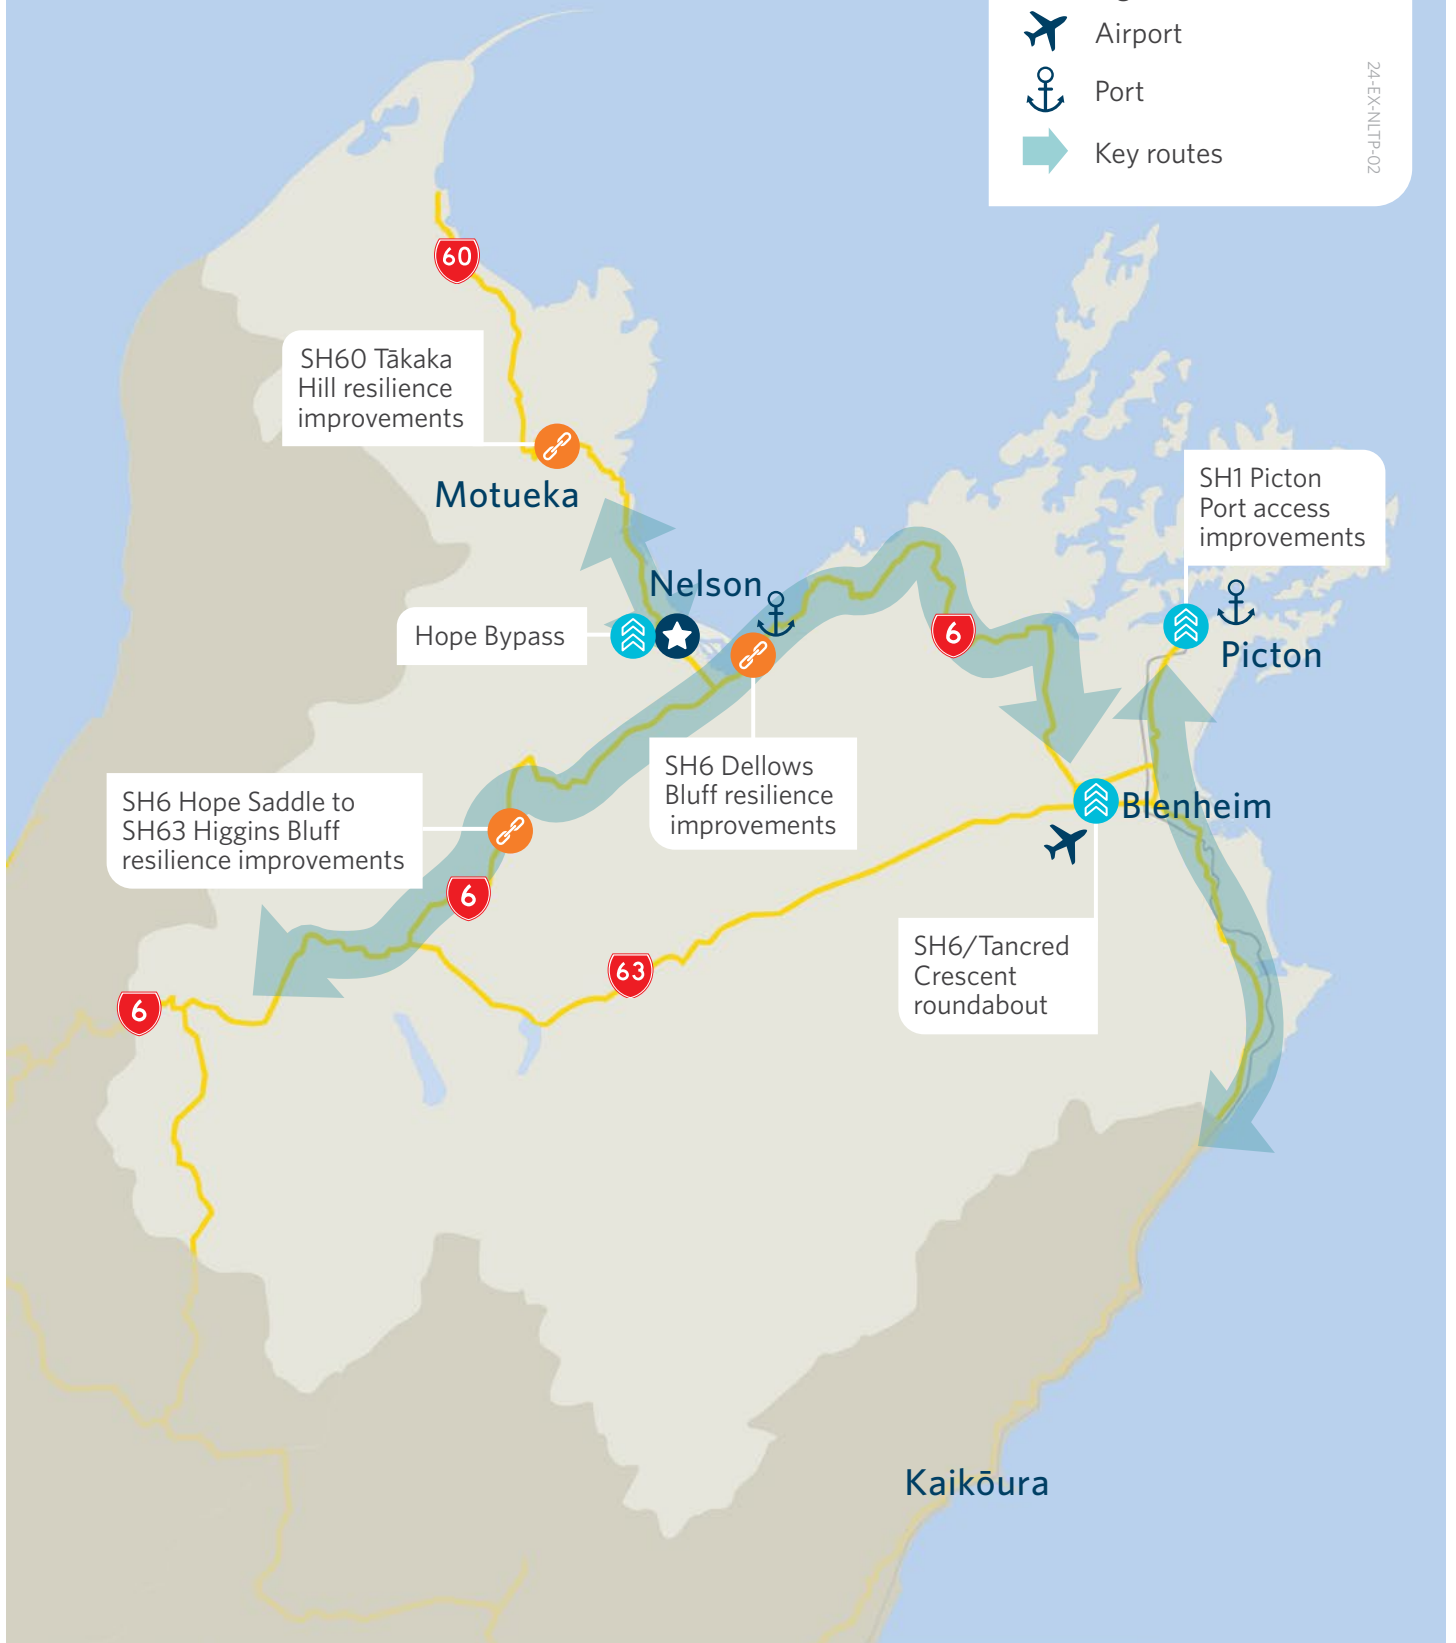 Airport
Port
Key routes
24-EX-NLTP-02
60
SH60 Tākaka
Hill resilience
improvements
Motueka
SH1 Picton
Port access
improvements
Nelson
Hope Bypass
6
Picton
SH6 Dellows
Bluff resilience
improvements
SH6 Hope Saddle to
SH63 Higgins Bluff
resilience improvements
Blenheim
6
SH6/Tancred
Crescent
roundabout
63
6
Kaikōura